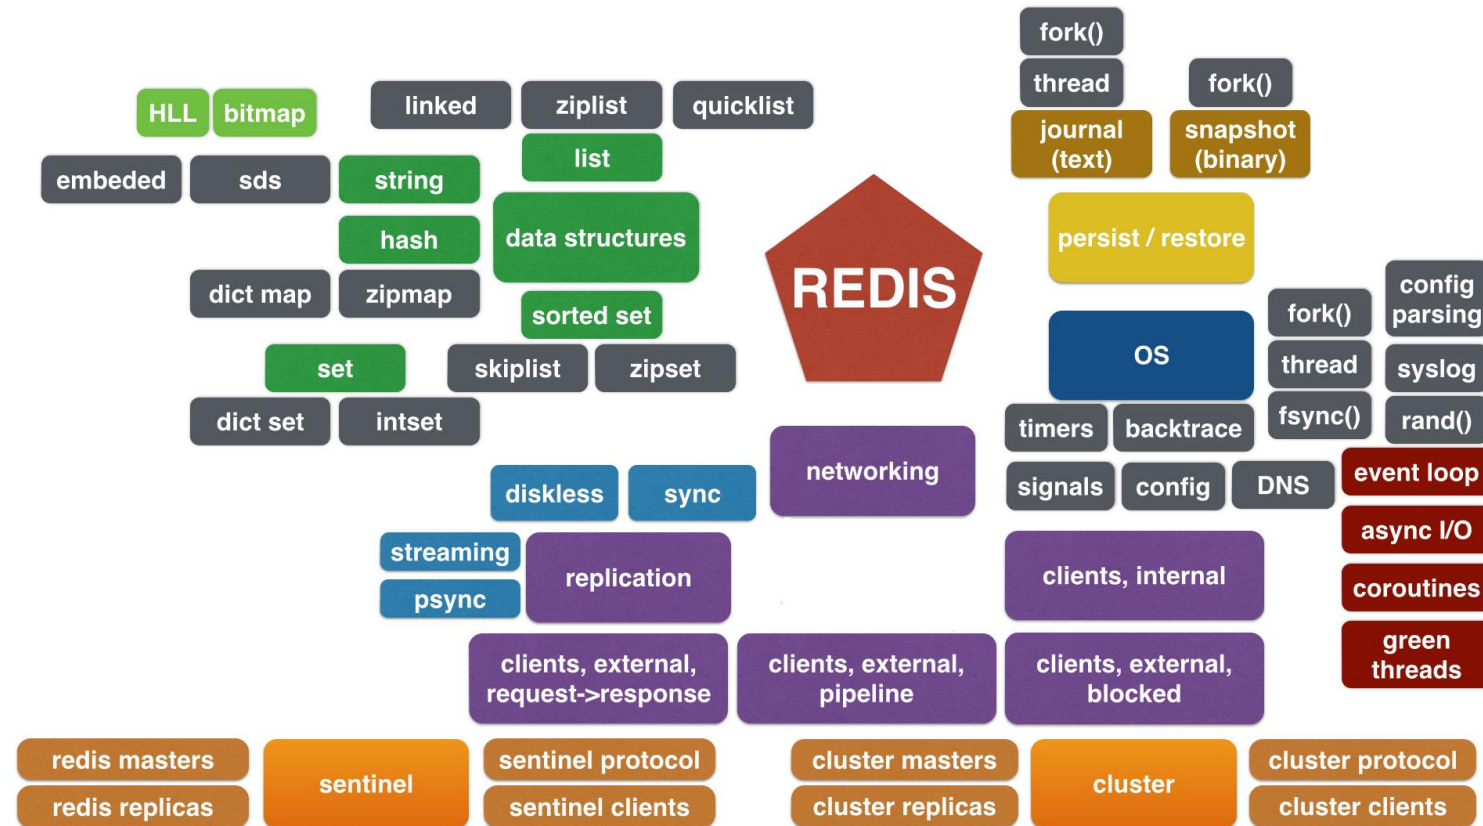 fork()
thread
fork()
journal
(text)
snapshot
(binary)
HLL
bitmap
linked
ziplist
quicklist
list
embeded
sds
string
hash
data structures
dict map
zipmap
sorted set
set
skiplist
zipset
dict set
intset
REDIS
persist / restore
OS
fork()
config
parsing
thread
syslog
fsync()
rand()
timers
backtrace
signals
config
DNS
event loop
async I/O
coroutines
green
threads
networking
diskless
sync
streaming
psync
replication
clients, internal
clients, external,
request->response
clients, external,
pipeline
clients, external,
blocked
redis masters
redis replicas
sentinel
sentinel protocol
sentinel clients
cluster masters
cluster replicas
cluster
cluster protocol
cluster clients